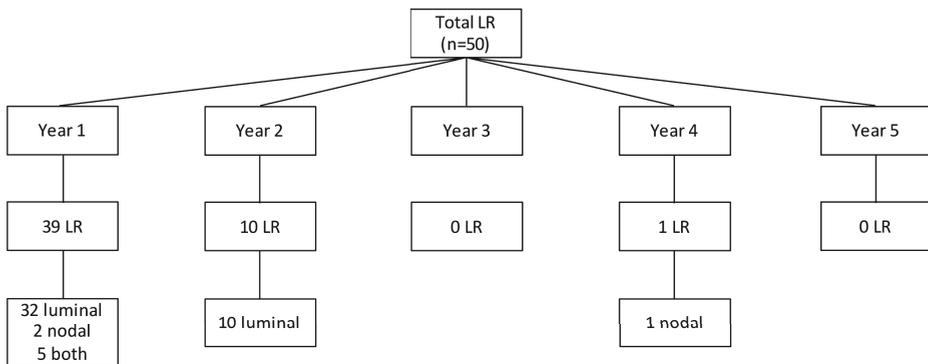 Total LR
(n=50)
Year 1
Year 2
Year 3
Year 4
Year 5
39 LR
10 LR
0 LR
1 LR
0 LR
32 luminal
2 nodal
5 both
10 luminal
1 nodal